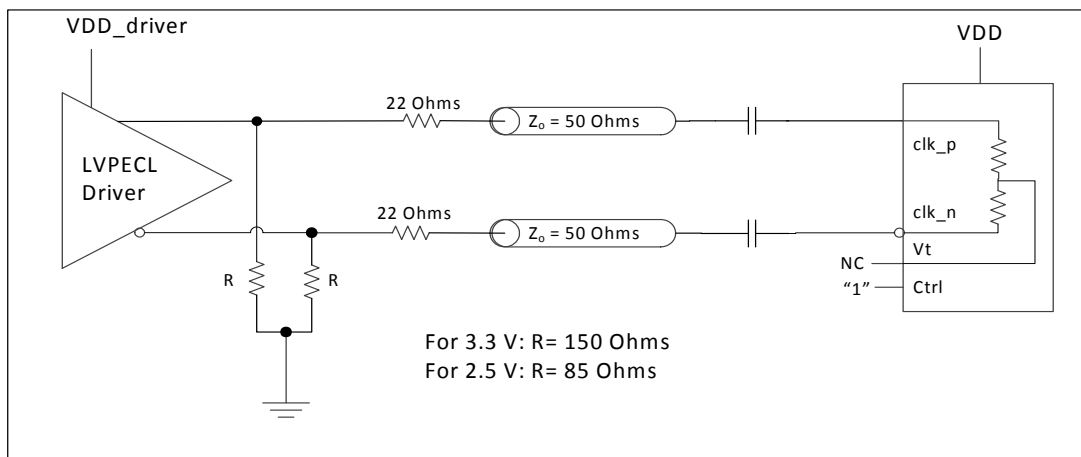 VDD_driver
VDD
22 Ohms
Zo = 50 Ohms
clk_p
LVPECL
Driver
22 Ohms
clk_n
Zo = 50 Ohms
Vt
NC
"1"
Ctrl
R
R
For 3.3 V: R= 150 Ohms
For 2.5 V: R= 85 Ohms